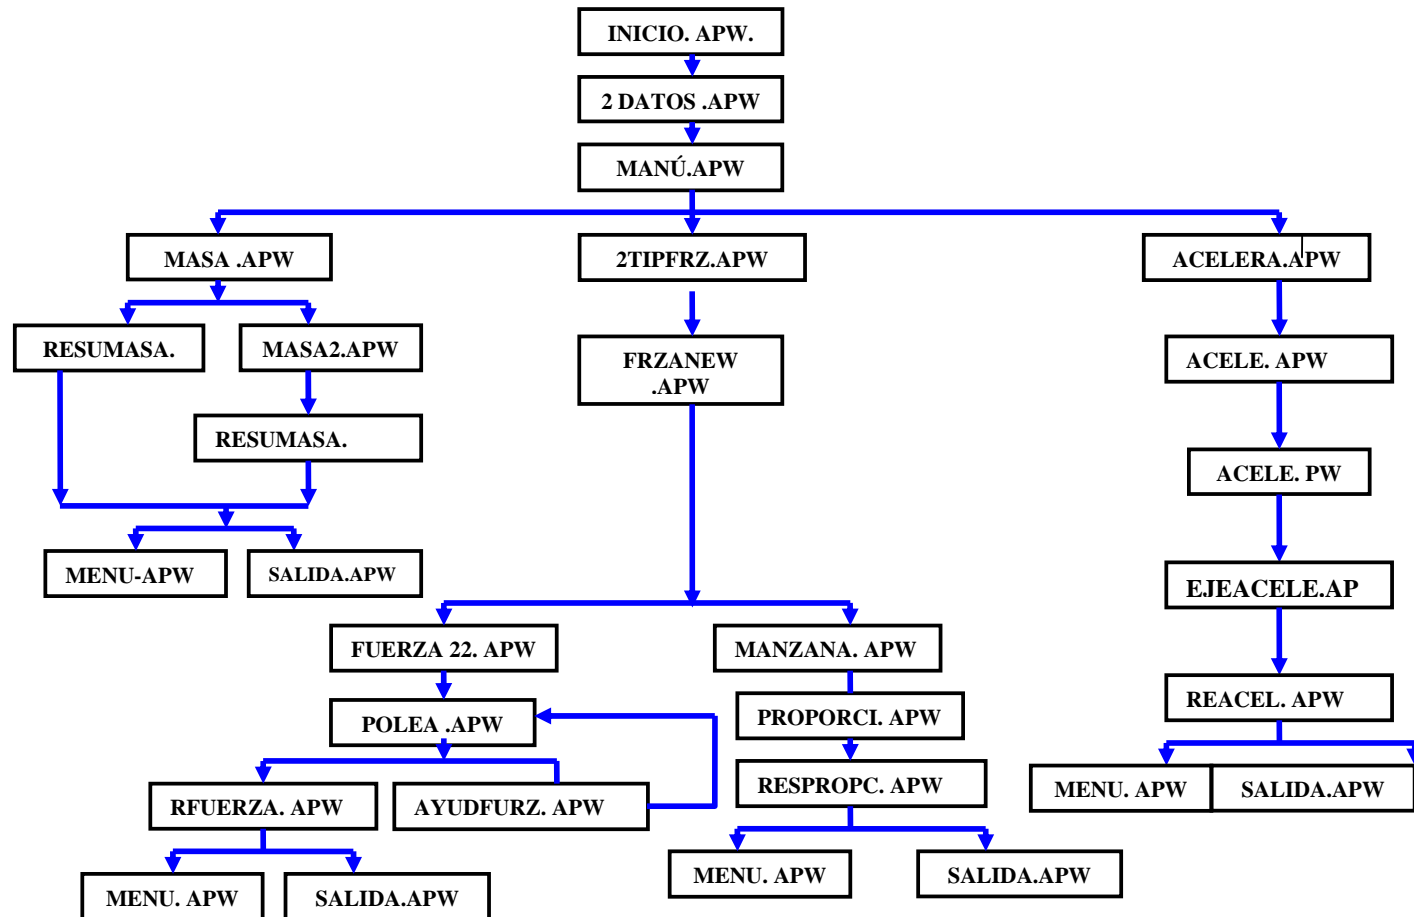 INICIO. APW.
2 DATOS .APW
MANÚ.APW
MASA .APW
2TIPFRZ.APW
ACELERA.APW
RESUMASA.
MASA2.APW
FRZANEW
.APW
ACELE. APW
RESUMASA.
ACELE. PW
MENU-APW
SALIDA.APW
EJEACELE.AP
FUERZA 22. APW
MANZANA. APW
REACEL. APW
POLEA .APW
PROPORCI. APW
RFUERZA. APW
AYUDFURZ. APW
RESPROPC. APW
MENU. APW
SALIDA.APW
MENU. APW
SALIDA.APW
MENU. APW
SALIDA.APW